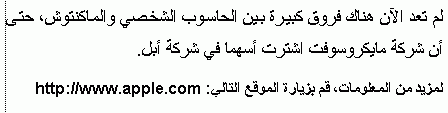 لم تعد الآن هناك فروق كبيرة بين الحاسوب الشخصي والماكنتوش، حتى
أن شركة مايكروسوفت اشترت أسهما في شركة أبل.
لمزيد من المعلومات، قم بزيارة الموقع التالي: http://www.apple.com